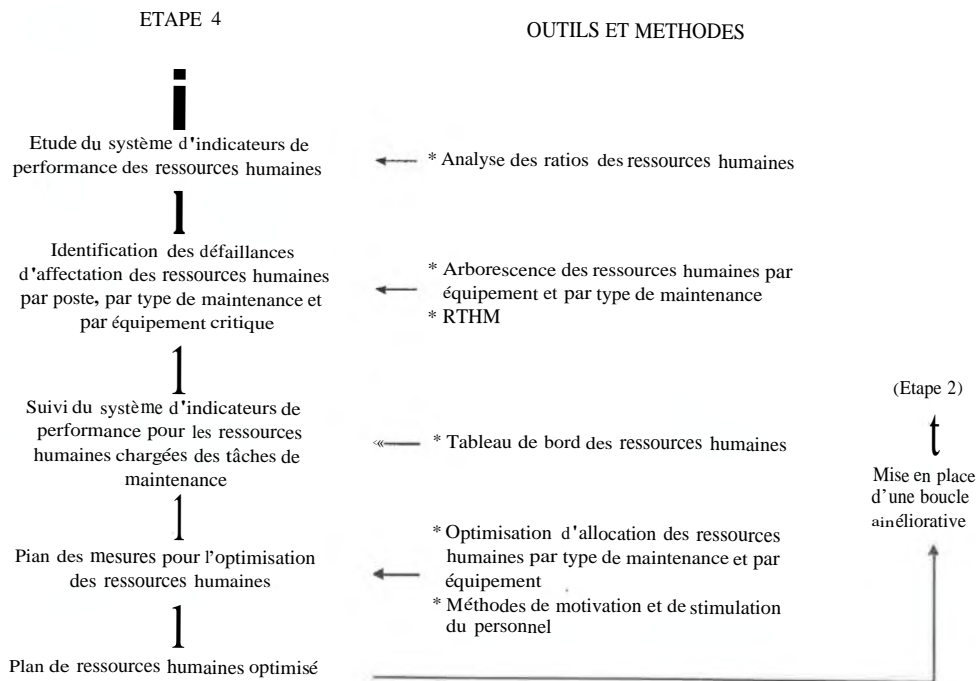 ETAPE 4
OUTILS ET METHODES
Etude du système d'indicateurs de
performance des ressources humaines
* Analyse des ratios des ressources humaines
Identification des défaillances
d'affectation des ressources humaines
par poste, par type de maintenance et
par équipement critique
* Arborescence des ressources humaines par
équipement et par type de maintenance
* RTHM
Suivi du système d'indicateurs de
performance pour les ressources
humaines chargées des tâches de
maintenance
* Tableau de bord des ressources humaines
(Etape 2)
Mise en place
d'une boucle
ainéliorative
Pian des mesures pour l'optimisation
des ressources humaines
* Optimisation d'allocation des ressources
humaines par type de maintenance et par
équipement
* Méthodes de motivation et de stimulation
du personnel
Plan de ressources humaines optimisé